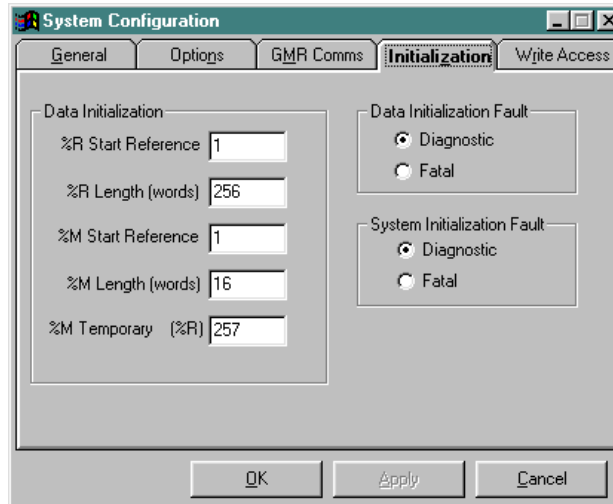 System Configuration
General Options GMR Comms Initialization Write Access
Data Initialization
%R Start Reference 1
%R Length (words) 256
%M Start Reference 1
%M Length (words) 16
%M Temporary (%R) 257
Data Initialization Fault
Diagnostic
Fatal
System Initialization Fault
Diagnostic
Fatal
OK Apply Cancel